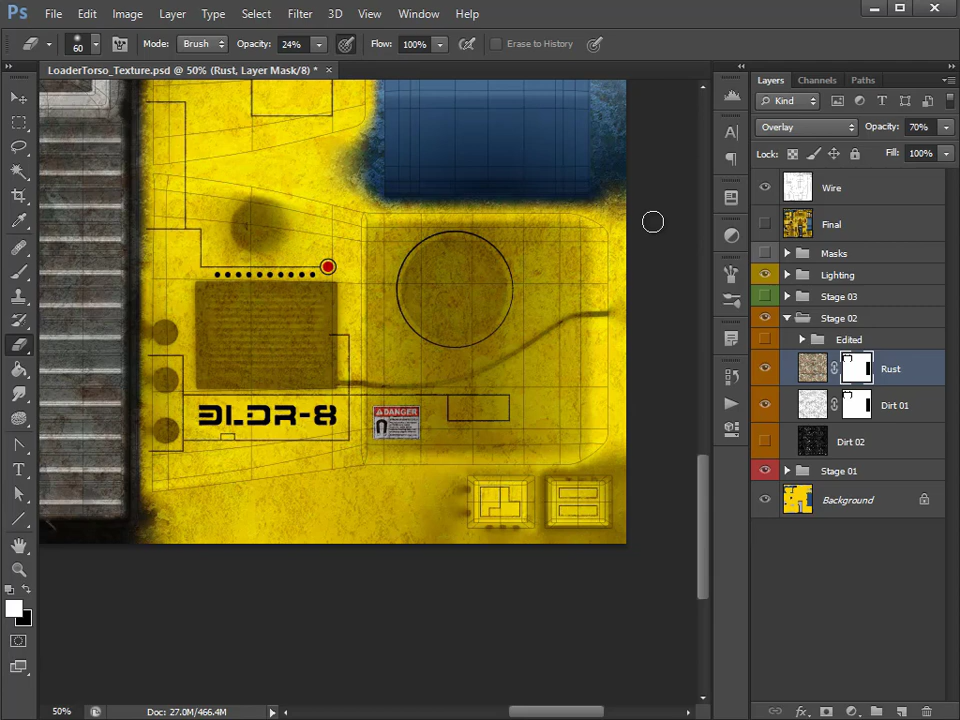 Ps File Edit Image Layer Type Select Filter 3D View Window Help
60 Mode: Brush Opacity: 24% Flow: 100% Erase to History
LoaderTorso_Texture.psd @ 50% (Rust, Layer Mask/8) * ×
Layers Channels Paths
Kind
Overlay Opacity: 70%
Lock: Fill: 100%
Wire
Final
Masks
Lighting
Stage 03
Stage 02
Edited
Rust
Dirt 01
Dirt 02
Stage 01
Background
DLDR-8
DANGER
50% Doc: 27.0M/466.4M